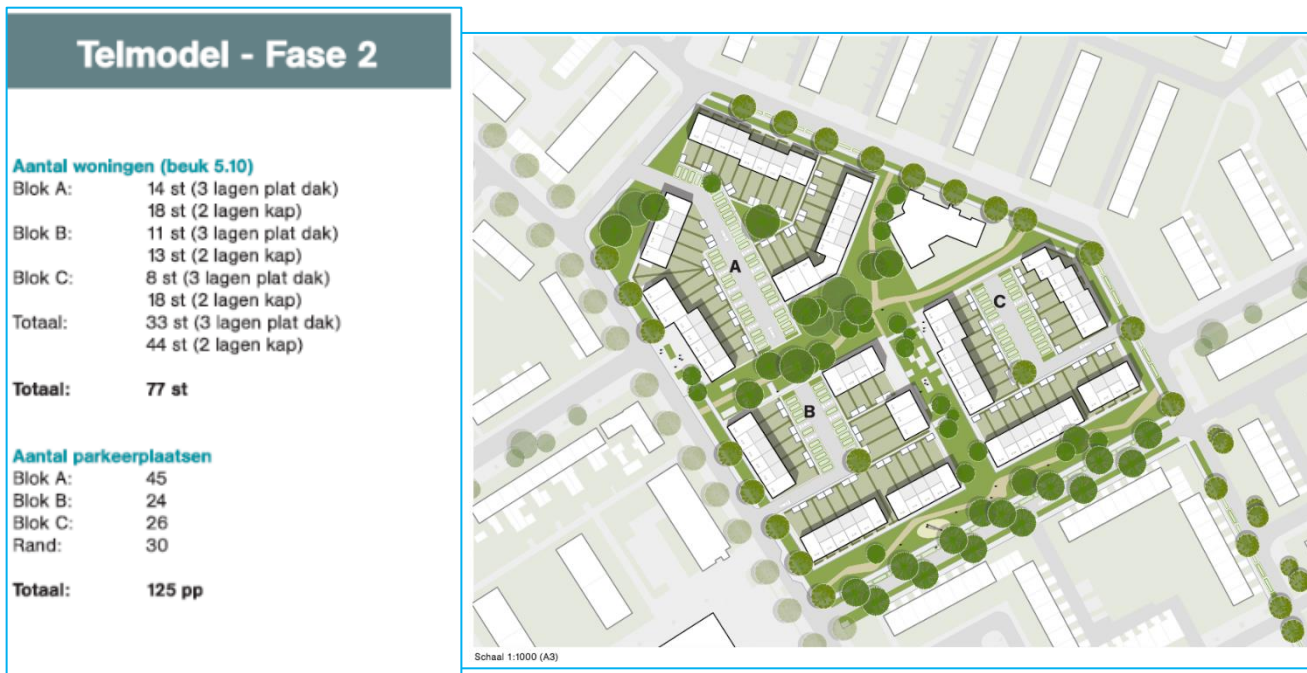 Telmodel - Fase 2
Aantal woningen (beuk 5.10)
Blok A: 14 st (3 lagen plat dak)
18 st (2 lagen kap)
Blok B: 11 st (3 lagen plat dak)
13 st (2 lagen kap)
Blok C: 8 st (3 lagen plat dak)
18 st (2 lagen kap)
Totaal: 33 st (3 lagen plat dak)
44 st (2 lagen kap)
Totaal: 77 st
Aantal parkeerplaatsen
Blok A: 45
Blok B: 24
Blok C: 26
Rand: 30
Totaal: 125 pp
A
C
B
Schaal 1:1000 (A3)